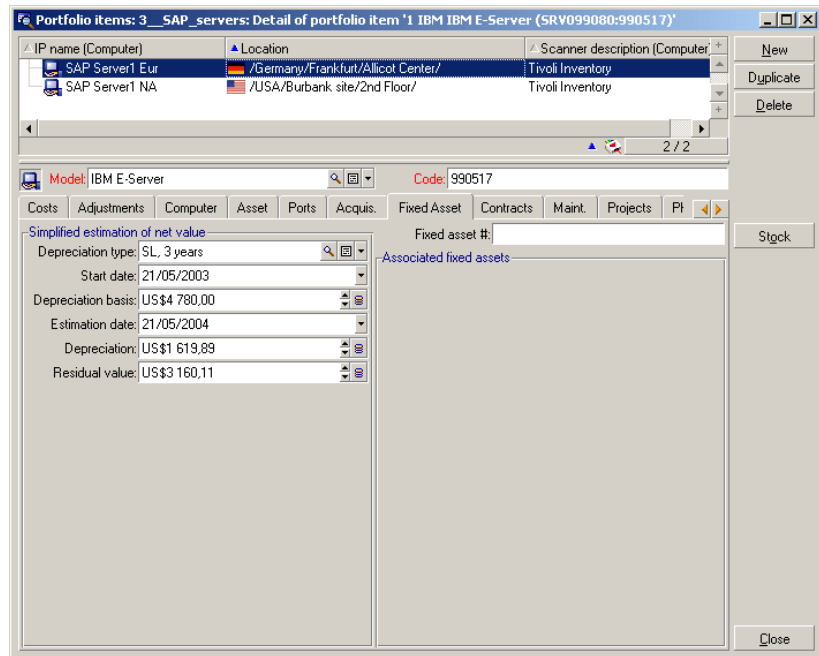 Portfolio items: 3__SAP_servers: Detail of portfolio item '1 IBM IBM E-Server (SRV099080:990517)'
IP name (Computer) Location Scanner description (Computer
SAP Server1 Eur /Germany/Frankfurt/Allicot Center/ Tivoli Inventory
SAP Server1 NA /USA/Burbank site/2nd Floor/ Tivoli Inventory
2 / 2
New
Duplicate
Delete
Model: IBM E-Server Code: 990517
Costs Adjustments Computer Asset Ports Acquis. Fixed Asset Contracts Maint. Projects
Simplified estimation of net value
Depreciation type: SL, 3 years
Start date: 21/05/2003
Depreciation basis: US$4 780,00
Estimation date: 21/05/2004
Depreciation: US$1 619,89
Residual value: US$3 160,11
Fixed asset #:
Associated fixed assets
Stock
Close